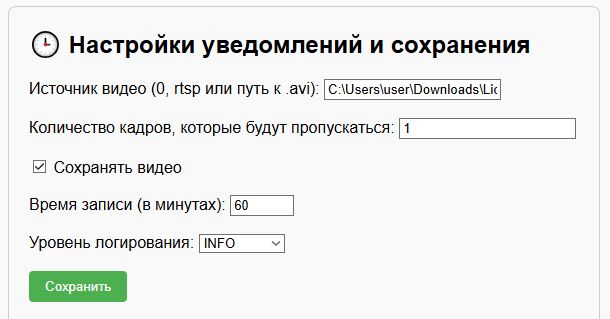 Настройки уведомлений и сохранения
Источник видео (0, rtsp или путь к .avi): C:\Users\user\Downloads\Lic
Количество кадров, которые будут пропускаться: 1
Сохранять видео
Время записи (в минутах): 60
Уровень логирования: INFO
Сохранить